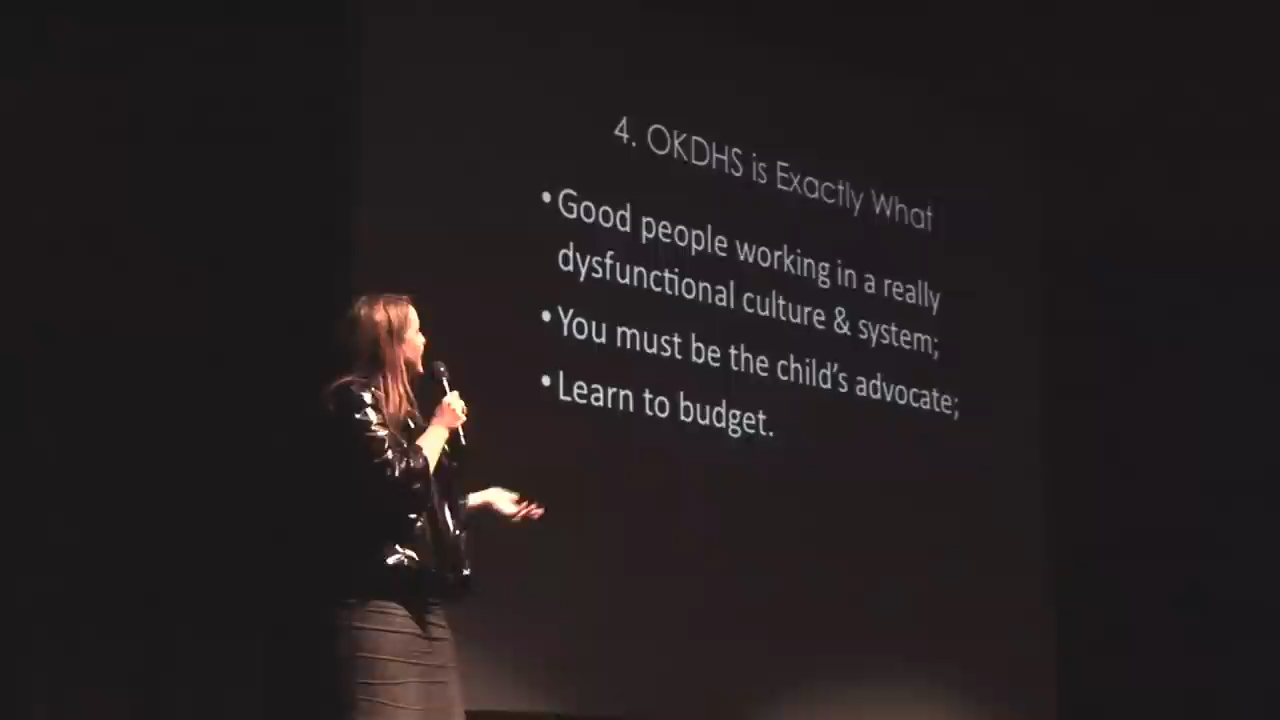 4. OKDHS is Exactly What
•Good people working in a really
dysfunctional culture & system;
•You must be the child's advocate;
•Learn to budget.